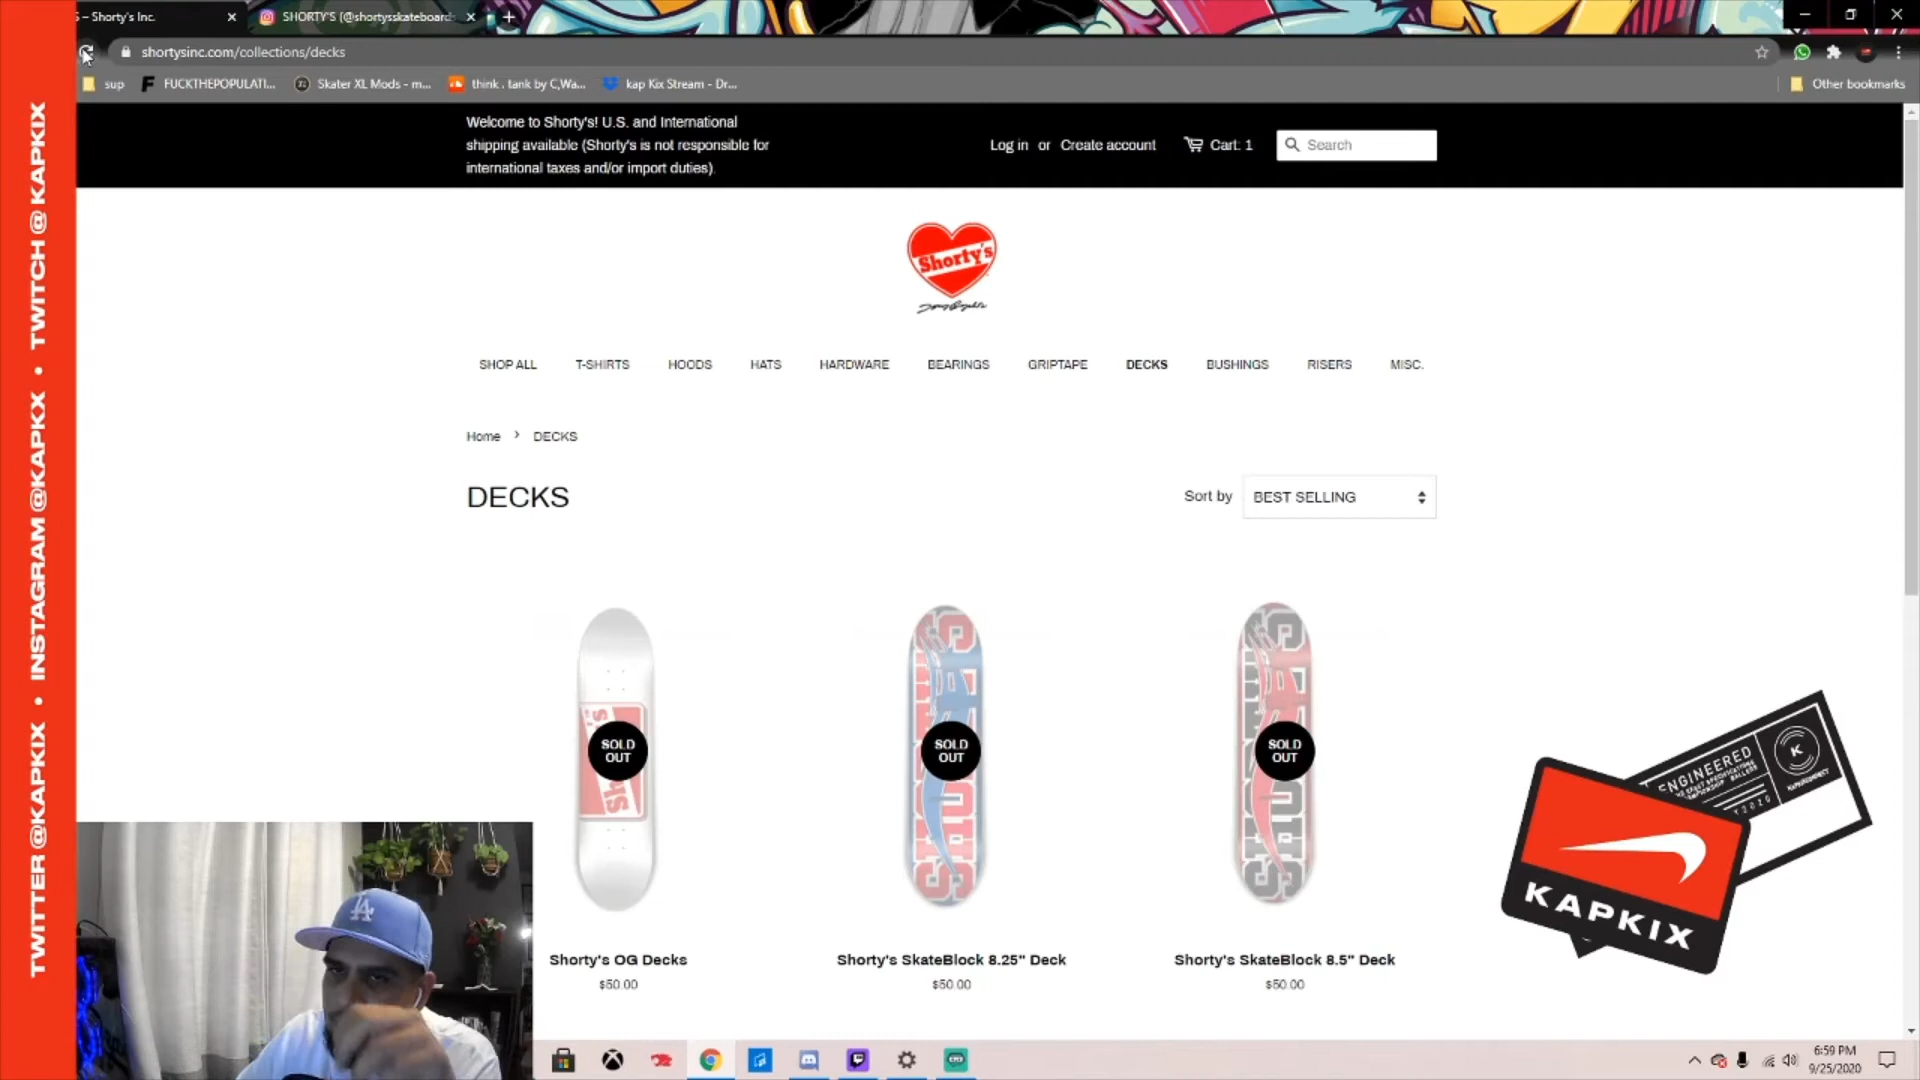 S – Shorty's Inc.
SHORTY'S (@shortysskateboard
shortysinc.com/collections/decks
sup
FUCKTHEPOPULATI...
Skater XL Mods - m...
think . tank by C,Wa...
kap Kix Stream - Dr...
Other bookmarks
Welcome to Shorty's! U.S. and International
shipping available (Shorty's is not responsible for
international taxes and/or import duties).
Log in or Create account
Cart: 1
Search
Shorty's
SHOP ALL
T-SHIRTS
HOODS
HATS
HARDWARE
BEARINGS
GRIPTAPE
DECKS
BUSHINGS
RISERS
MISC.
Home › DECKS
DECKS
Sort by
BEST SELLING
SOLD
OUT
SOLD
OUT
SOLD
OUT
Shorty's OG Decks
$50.00
Shorty's SkateBlock 8.25" Deck
$50.00
Shorty's SkateBlock 8.5" Deck
$50.00
TWITTER @KAPKIX • INSTAGRAM @KAPKX • TWITCH @ KAPKIX
ENGINEERED
K
KAPKIX
LA
6:59 PM
9/25/2020